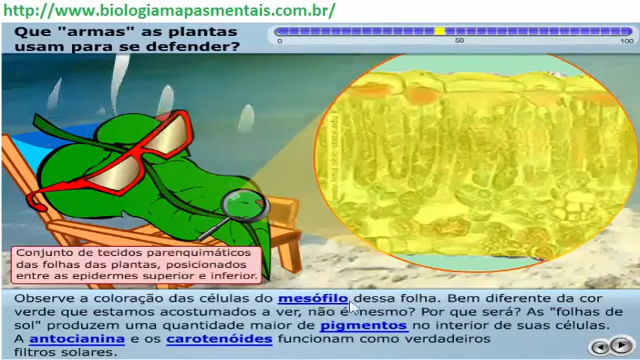 http://www.biologiamapasmentais.com.br/
Que "armas" as plantas
usam para se defender?
0 50 100
Conjunto de tecidos parenquimáticos
das folhas das plantas, posicionados
entre as epidermes superior e inferior.
Observe a coloração das células do mesófilo dessa folha. Bem diferente da cor
verde que estamos acostumados a ver, não é mesmo? Por que será? As "folhas de
sol" produzem uma quantidade maior de pigmentos no interior de suas células.
A antocianina e os carotenóides funcionam como verdadeiros
filtros solares.